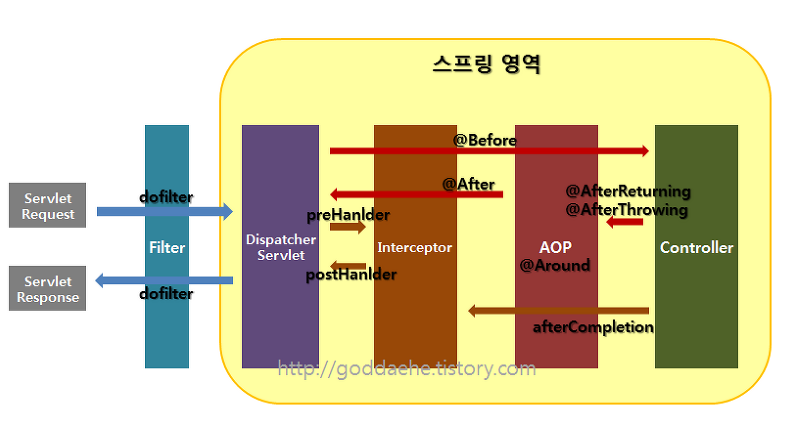 스프링 영역
@Before
@After
@AfterReturning
@AfterThrowing
Servlet
Request
dofilter
preHanlder
Filter
Dispatcher
Servlet
Interceptor
AOP
Controller
@Around
postHanlder
Servlet
Response
dofilter
afterCompletion
http://goddaehe.tistory.com